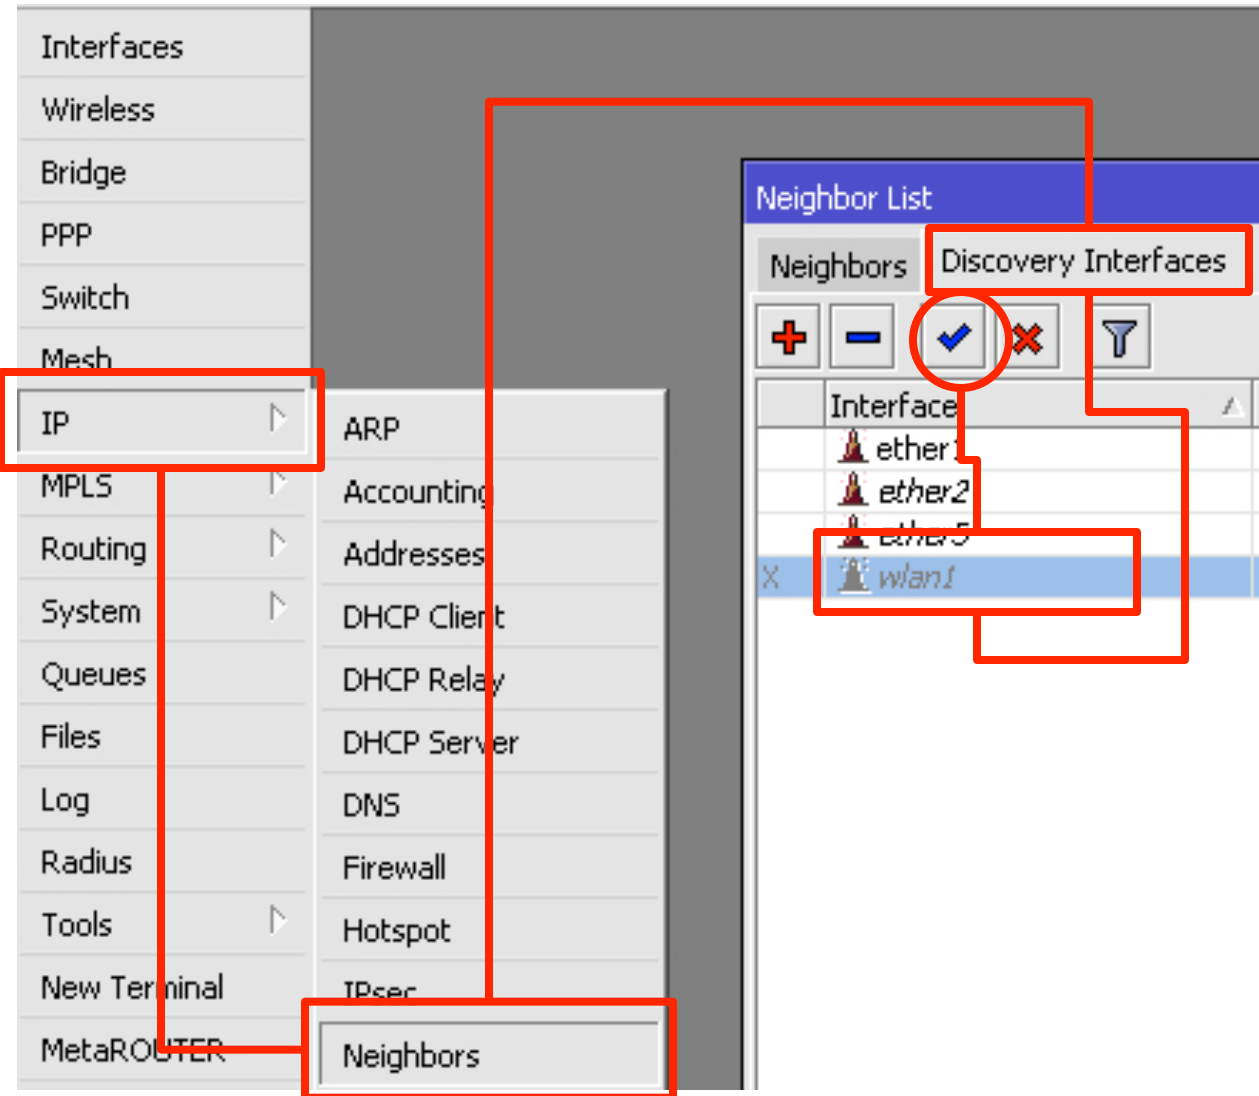 Interfaces
Wireless
Bridge
PPP
Switch
Mesh
IP
MPLS
Routing
System
Queues
Files
Log
Radius
Tools
New Terminal
MetaROUTER
ARP
Accounting
Addresses
DHCP Client
DHCP Relay
DHCP Server
DNS
Firewall
Hotspot
IPsec
Neighbors
Neighbor List
Neighbors Discovery Interfaces
Interface
ether1
ether2
ether5
X wlan1